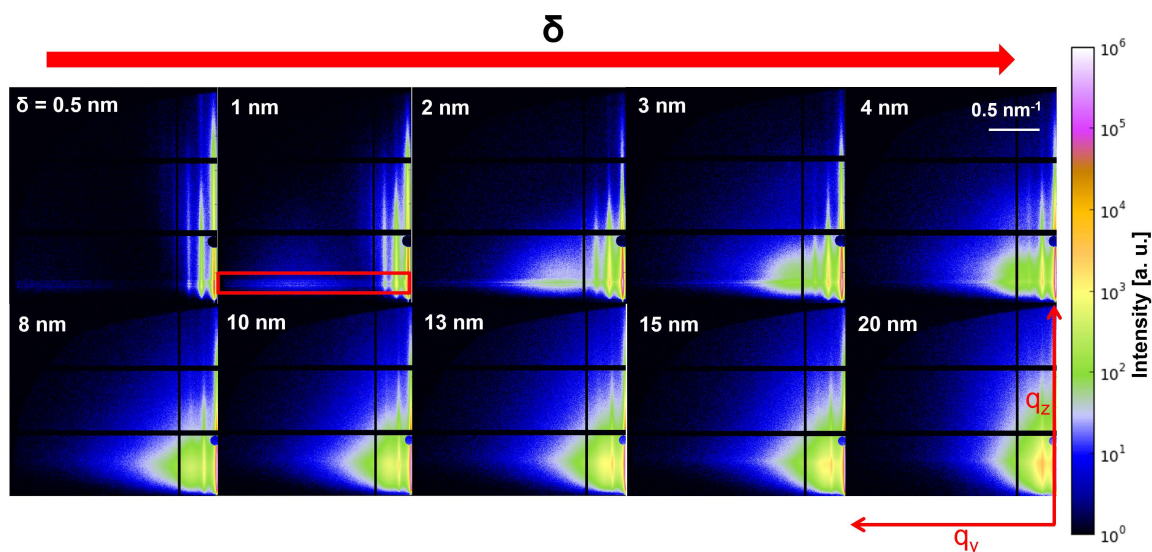 δ
δ = 0.5 nm
1 nm
2 nm
3 nm
4 nm
0.5 nm⁻¹
8 nm
10 nm
13 nm
15 nm
20 nm
q_z
q_y
10⁶
10⁵
10⁴
10³
10²
10¹
10⁰
Intensity [a. u.]